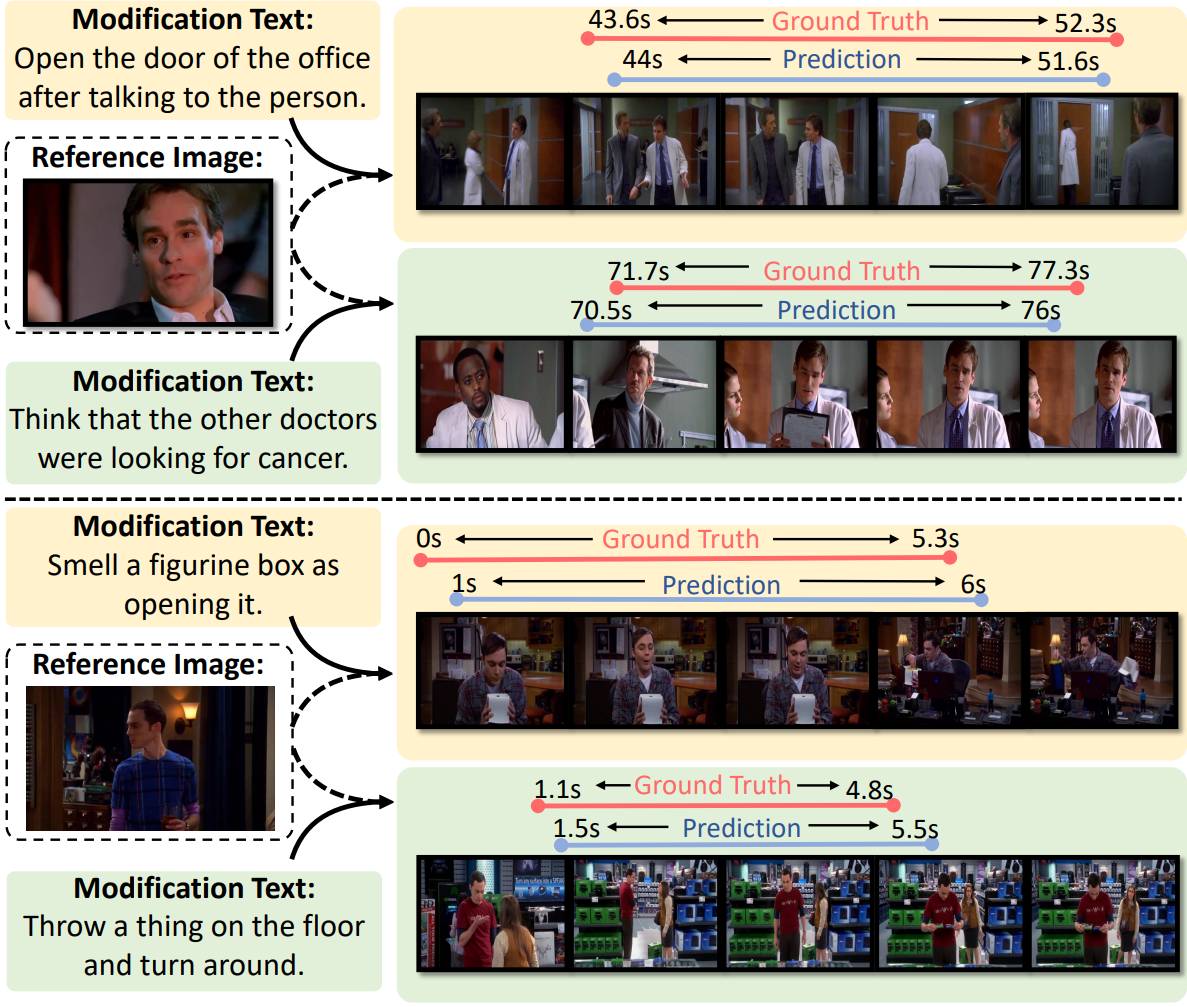 Modification Text:
Open the door of the office
after talking to the person.
Reference Image:
Modification Text:
Think that the other doctors
were looking for cancer.
43.6s Ground Truth 52.3s
44s Prediction 51.6s
71.7s Ground Truth 77.3s
70.5s Prediction 76s
Modification Text:
Smell a figurine box as
opening it.
Reference Image:
Modification Text:
Throw a thing on the floor
and turn around.
0s Ground Truth 5.3s
1s Prediction 6s
1.1s Ground Truth 4.8s
1.5s Prediction 5.5s